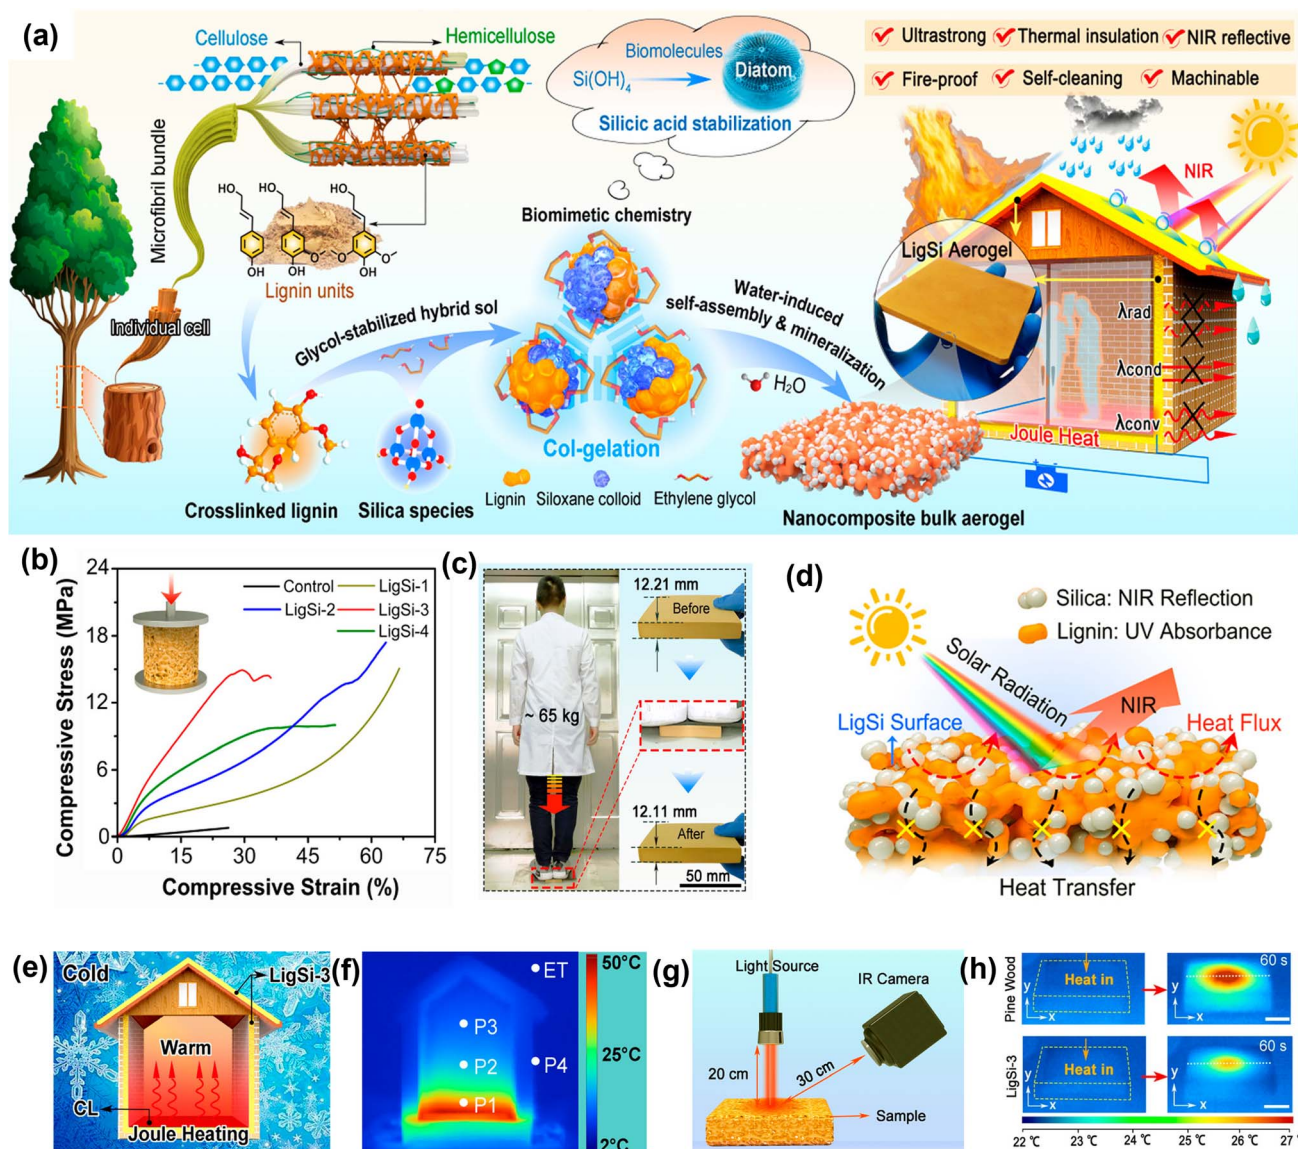 (a)
Cellulose
Hemicellulose
Microfibril bundle
Individual cell
HO
HO
HO
OH
OH
OH
O
O
O
Lignin units
Biomolecules
Si(OH)4
Diatom
Silicic acid stabilization
Biomimetic chemistry
Glycol-stabilized hybrid sol
Crosslinked lignin
Silica species
Col-gelation
Lignin
Siloxane colloid
Ethylene glycol
Water-induced
self-assembly & mineralization
H2O
Nanocomposite bulk aerogel
Ultrastrong
Thermal insulation
NIR reflective
Fire-proof
Self-cleaning
Machinable
NIR
LigSi Aerogel
λrad
λcond
λconv
Joule Heat
N
(b)
Compressive Stress (MPa)
24
18
12
6
0
Control
LigSi-1
LigSi-2
LigSi-3
LigSi-4
0
15
30
45
60
75
Compressive Strain (%)
(c)
~ 65 kg
12.21 mm
Before
12.11 mm
After
50 mm
(d)
Silica: NIR Reflection
Lignin: UV Absorbance
Solar Radiation
NIR
LigSi Surface
Heat Flux
Heat Transfer
(e)
Cold
LigSi-3
Warm
CL
Joule Heating
(f)
ET
P3
P2
P4
P1
50°C
25°C
2°C
(g)
Light Source
IR Camera
20 cm
30 cm
Sample
(h)
Pine Wood
Heat in
y
x
60 s
y
x
LigSi-3
Heat in
y
x
60 s
y
x
22 °C
23 °C
24 °C
25 °C
26 °C